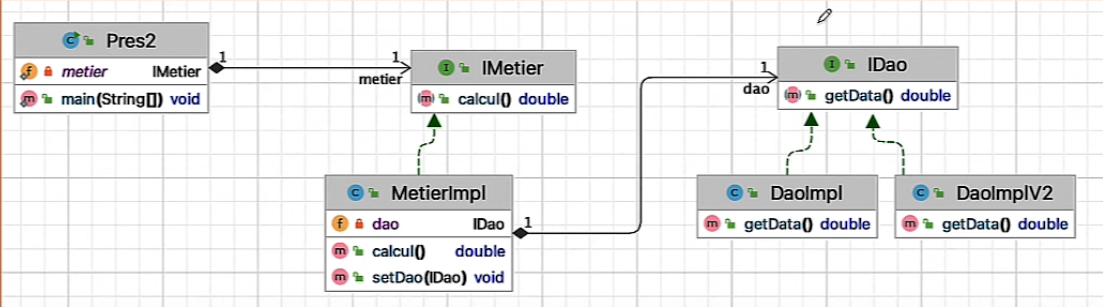 Pres2
metier IMetier
main(String[]) void
1
1
metier
IMetier
calcul() double
1
dao
IDao
getData() double
MetierImpl
dao IDao
calcul() double
setDao(IDao) void
1
DaoImpl
getData() double
DaoImplV2
getData() double